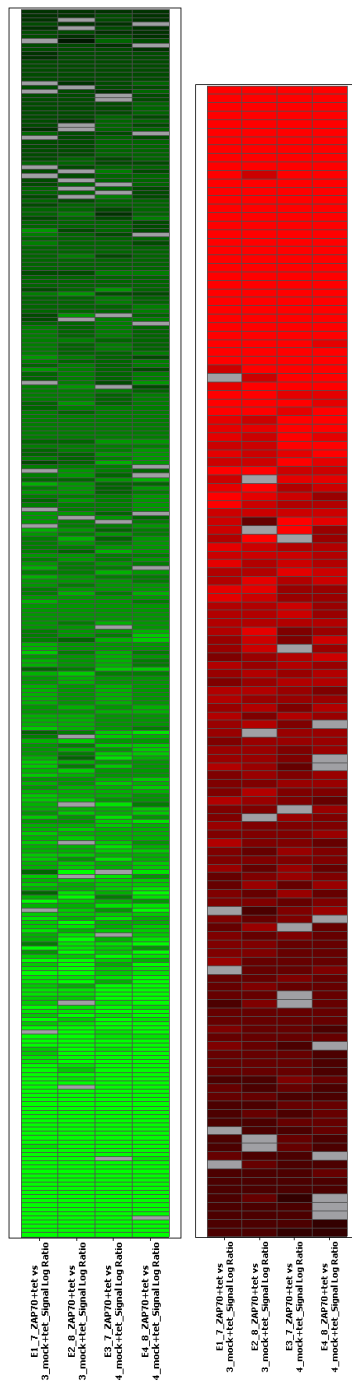 E1_7_ZAP70+tet vs
3_mock+tet_Signal Log Ratio
E2_8_ZAP70+tet vs
3_mock+tet_Signal Log Ratio
E3_7_ZAP70+tet vs
4_mock+tet_Signal Log Ratio
E4_8_ZAP70+tet vs
4_mock+tet_Signal Log Ratio
E1_7_ZAP70+tet vs
3_mock+tet_Signal Log Ratio
E2_8_ZAP70+tet vs
3_mock+tet_Signal Log Ratio
E3_7_ZAP70+tet vs
4_mock+tet_Signal Log Ratio
E4_8_ZAP70+tet vs
4_mock+tet_Signal Log Ratio